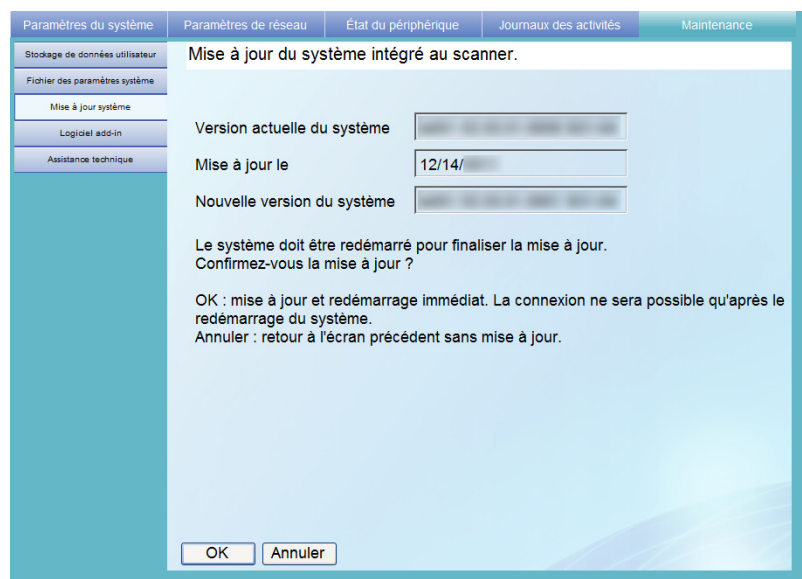 Paramètres du système
Paramètres de réseau
État du périphérique
Journaux des activités
Maintenance
Stockage de données utilisateur
Fichier des paramètres système
Mise à jour système
Logiciel add-in
Assistance technique
Mise à jour du système intégré au scanner.
Version actuelle du système
Mise à jour le
12/14/
Nouvelle version du système
Le système doit être redémarré pour finaliser la mise à jour.
Confirmez-vous la mise à jour ?
OK : mise à jour et redémarrage immédiat. La connexion ne sera possible qu'après le
redémarrage du système.
Annuler : retour à l'écran précédent sans mise à jour.
OK
Annuler